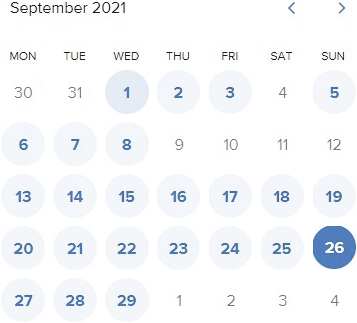 September 2021
MON TUE WED THU FRI SAT SUN
30 31 1 2 3 4 5
6 7 8 9 10 11 12
13 14 15 16 17 18 19
20 21 22 23 24 25 26
27 28 29 1 2 3 4